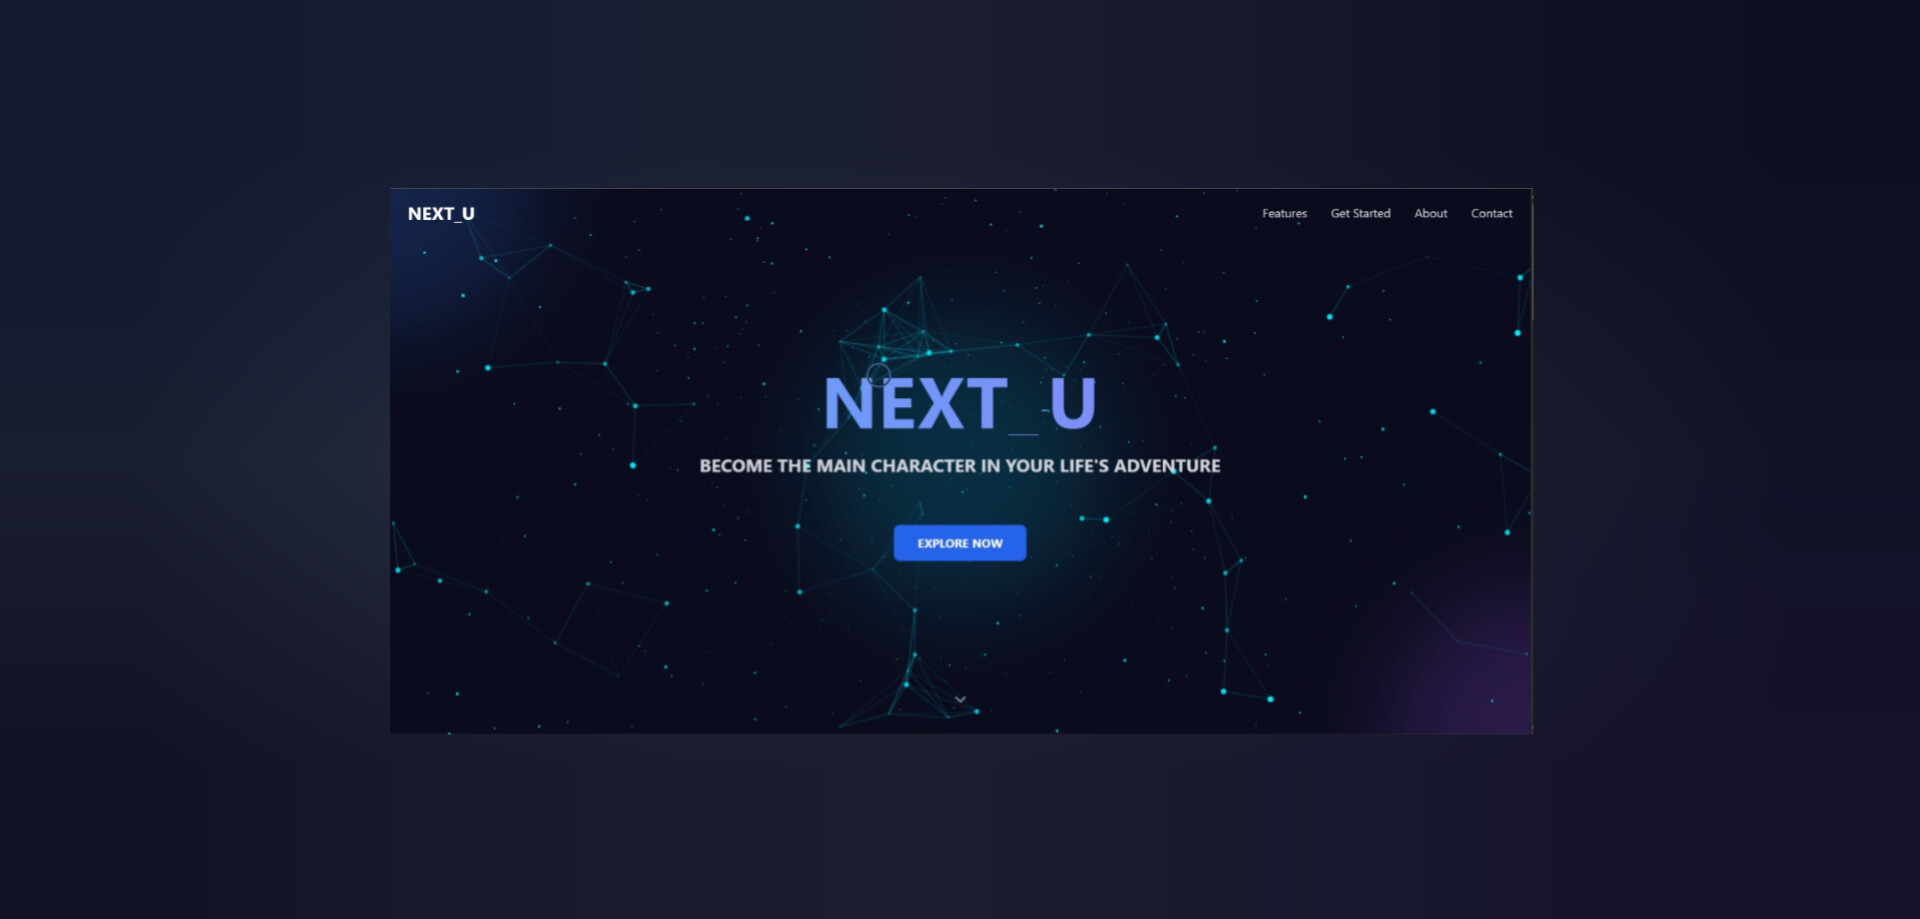 NEXT_U
Features
Get Started
About
Contact
NEXT_U
BECOME THE MAIN CHARACTER IN YOUR LIFE'S ADVENTURE
EXPLORE NOW